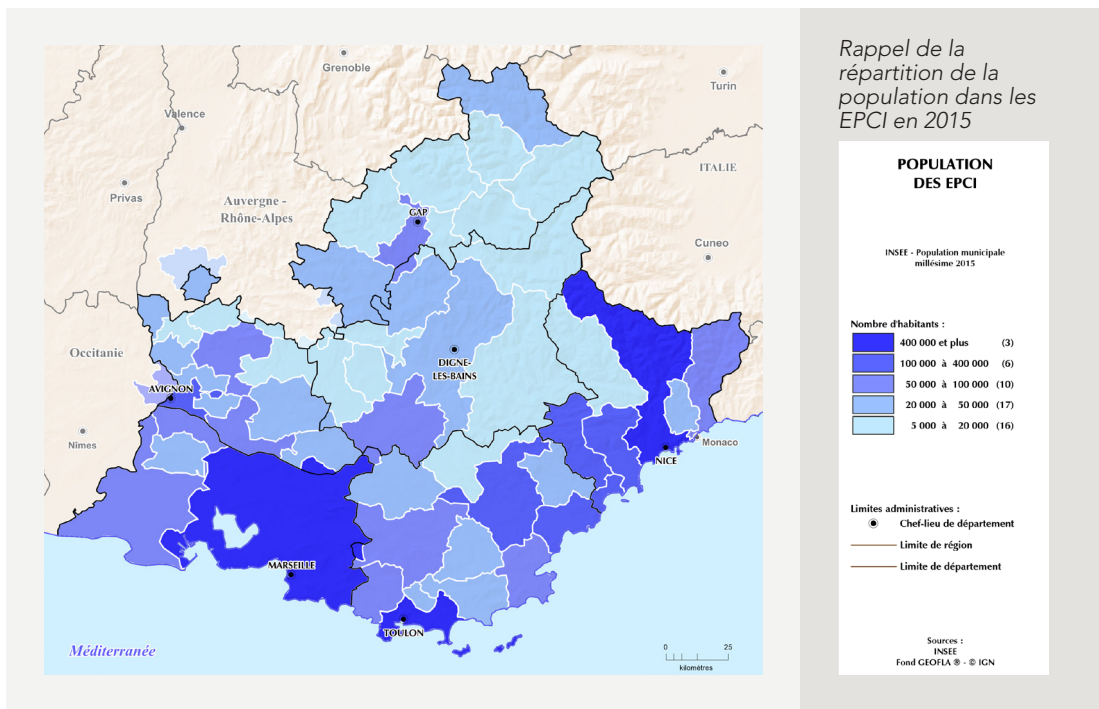 Grenoble
Turin
Valence
ITALIE
Privas
Auvergne -
Rhône-Alpes
GAP
Cuneo
Occitanie
DIGNE-
LES-BAINS
AVIGNON
Nîmes
Monaco
NICE
MARSEILLE
TOULON
Méditerranée
0 25
kilomètres
Rappel de la
répartition de la
population dans les
EPCI en 2015
POPULATION
DES EPCI
INSEE - Population municipale
millésime 2015
Nombre d'habitants :
400 000 et plus (3)
100 000 à 400 000 (6)
50 000 à 100 000 (10)
20 000 à 50 000 (17)
5 000 à 20 000 (16)
Limites administratives :
Chef-lieu de département
Limite de région
Limite de département
Sources :
INSEE
Fond GEOFLA ® - © IGN